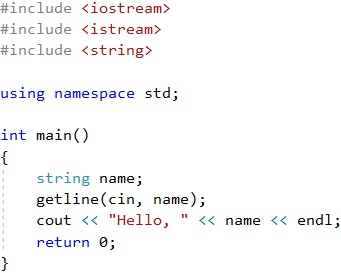 #include <iostream>
#include <istream>
#include <string>

using namespace std;

int main()
{
    string name;
    getline(cin, name);
    cout << "Hello, " << name << endl;
    return 0;
}